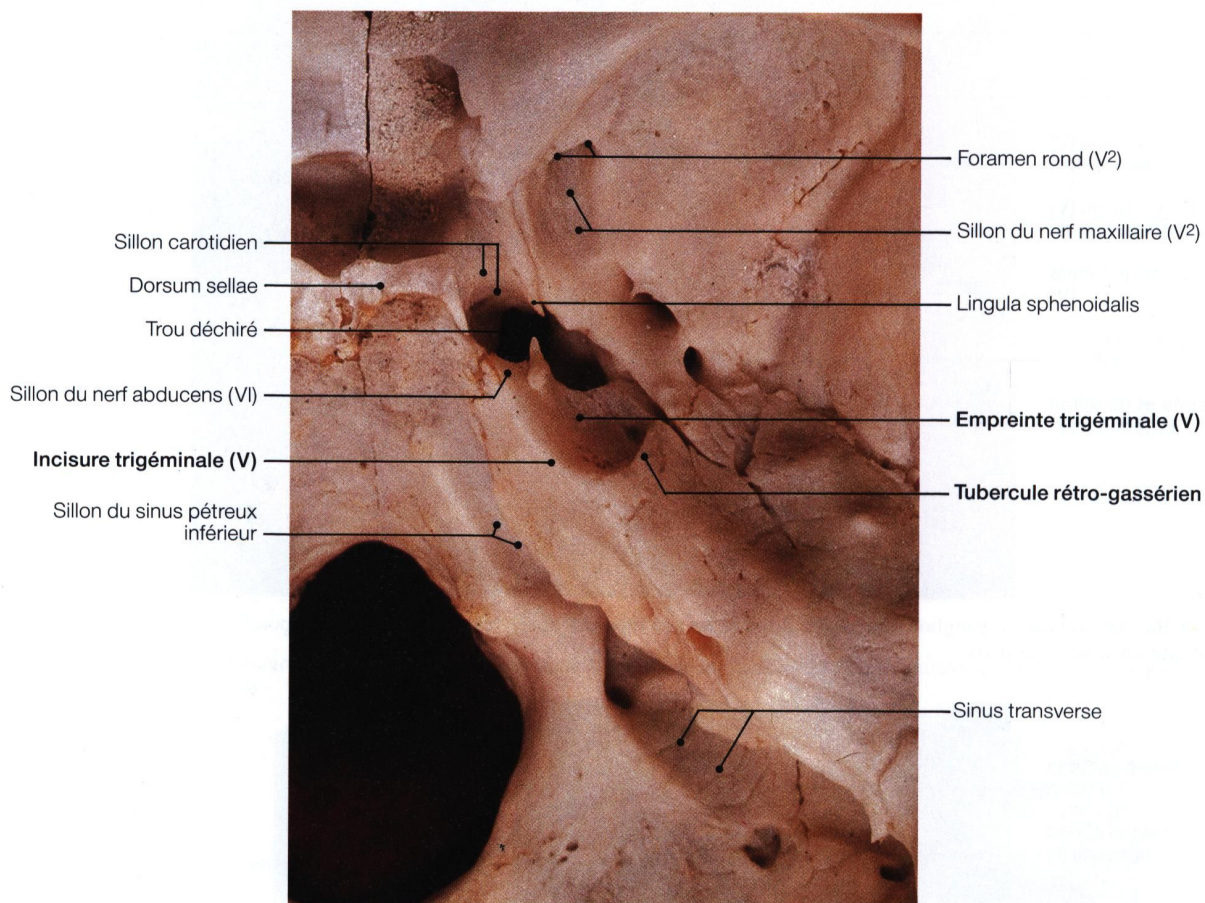 Foramen rond (V²)
Sillon du nerf maxillaire (V²)
Sillon carotidien
Dorsum sellae
Lingula sphenoidalis
Trou déchiré
Sillon du nerf abducens (VI)
Empreinte trigéminale (V)
Incisure trigéminale (V)
Tubercule rétro-gassérien
Sillon du sinus pétreux
inférieur
Sinus transverse